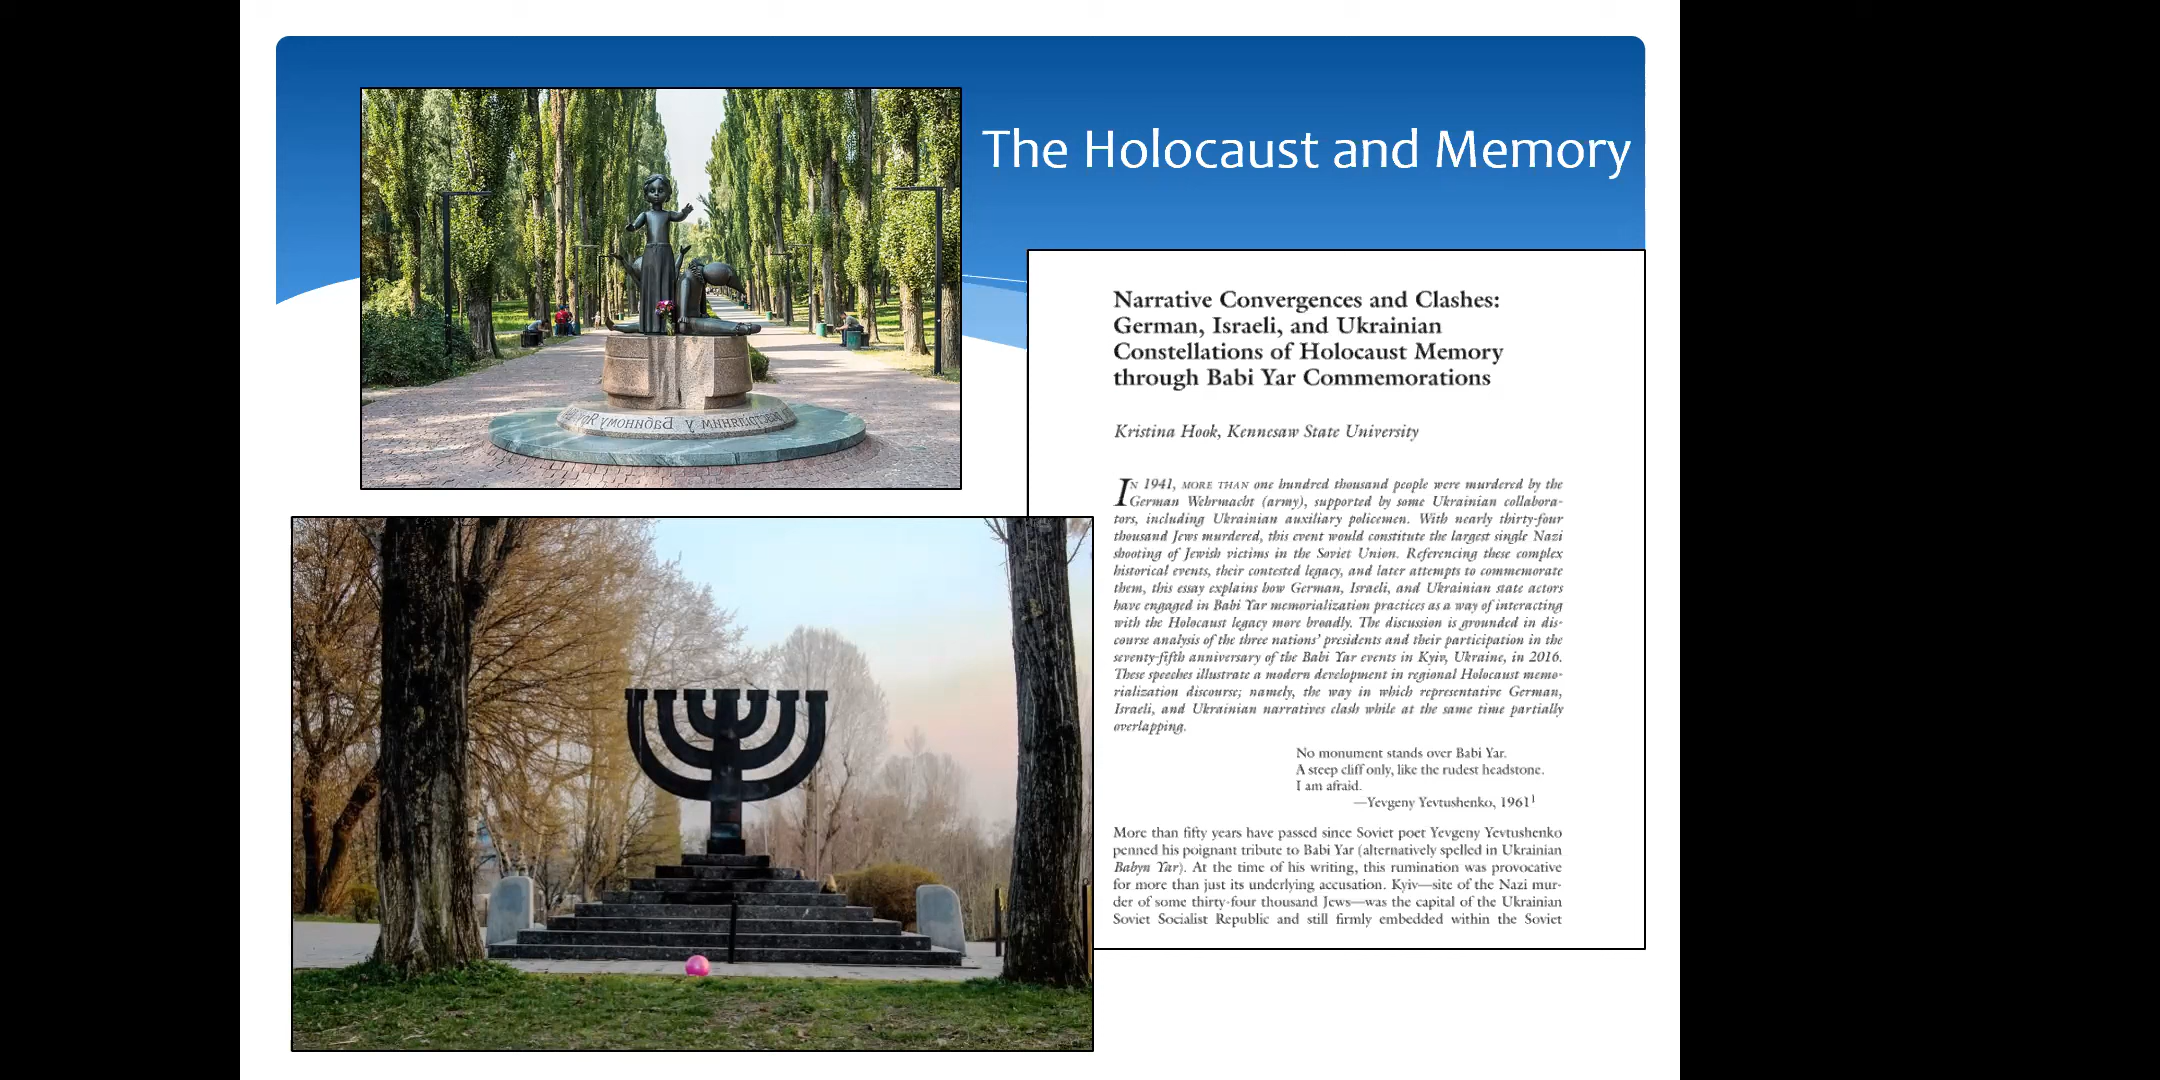 The Holocaust and Memory
розстріляним у Бабиному
Narrative Convergences and Clashes:
German, Israeli, and Ukrainian
Constellations of Holocaust Memory
through Babi Yar Commemorations
Kristina Hook, Kennesaw State University
IN 1941, MORE THAN one hundred thousand people were murdered by the
German Wehrmacht (army), supported by some Ukrainian collabora-
tors, including Ukrainian auxiliary policemen. With nearly thirty-four
thousand Jews murdered, this event would constitute the largest single Nazi
shooting of Jewish victims in the Soviet Union. Referencing these complex
historical events, their contested legacy, and later attempts to commemorate
them, this essay explains how German, Israeli, and Ukrainian state actors
have engaged in Babi Yar memorialization practices as a way of interacting
with the Holocaust legacy more broadly. The discussion is grounded in dis-
course analysis of the three nations' presidents and their participation in the
seventy-fifth anniversary of the Babi Yar events in Kyiv, Ukraine, in 2016.
These speeches illustrate a modern development in regional Holocaust memo-
rialization discourse; namely, the way in which representative German,
Israeli, and Ukrainian narratives clash while at the same time partially
overlapping.
No monument stands over Babi Yar.
A steep cliff only, like the rudest headstone.
I am afraid.
—Yevgeny Yevtushenko, 1961¹
More than fifty years have passed since Soviet poet Yevgeny Yevtushenko
penned his poignant tribute to Babi Yar (alternatively spelled in Ukrainian
Babyn Yar). At the time of his writing, this rumination was provocative
for more than just its underlying accusation. Kyiv—site of the Nazi mur-
der of some thirty-four thousand Jews—was the capital of the Ukrainian
Soviet Socialist Republic and still firmly embedded within the Soviet